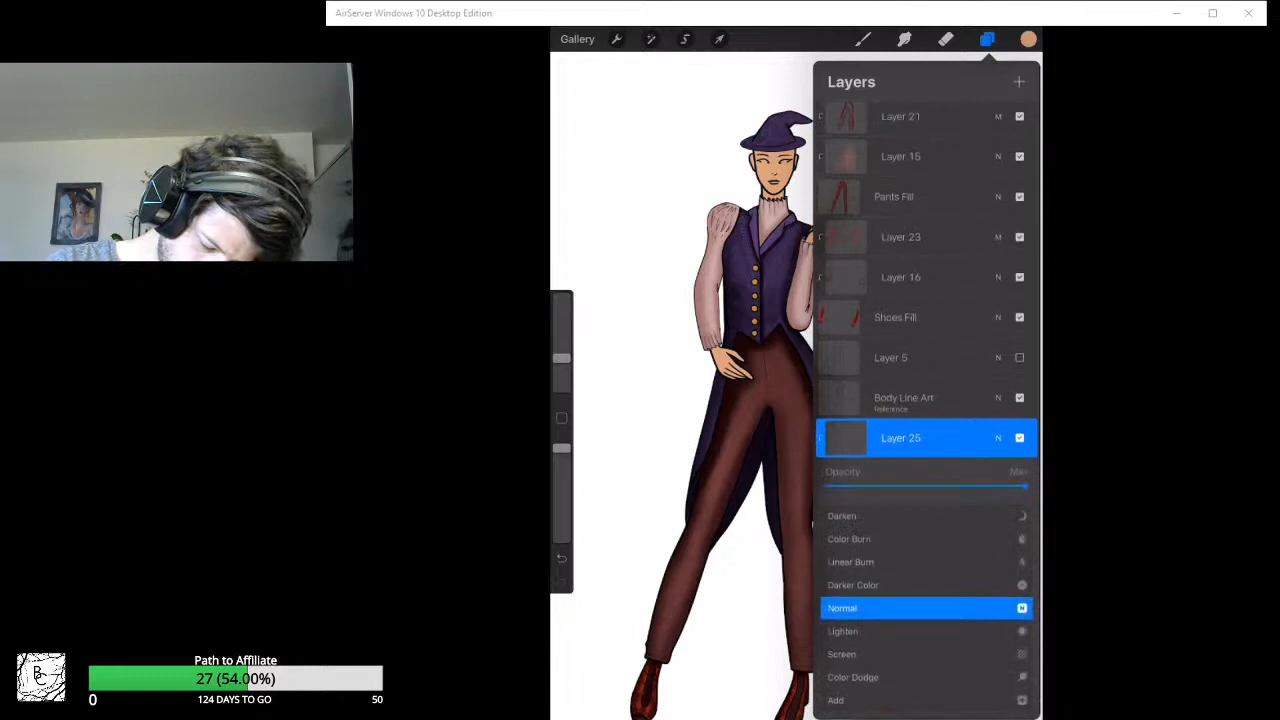 AirServer Windows 10 Desktop Edition
Gallery
Layers
Layer 21 M
Layer 15 N
Pants Fill N
Layer 23 M
Layer 16 N
Shoes Fill N
Layer 5 N
Body Line Art N
Reference
Layer 25 N
Opacity Max
Darken
Color Burn
Linear Burn
Darker Color
Normal N
Lighten
Screen
Color Dodge
Add
Path to Affiliate
27 (54.00%)
0 124 DAYS TO GO 50